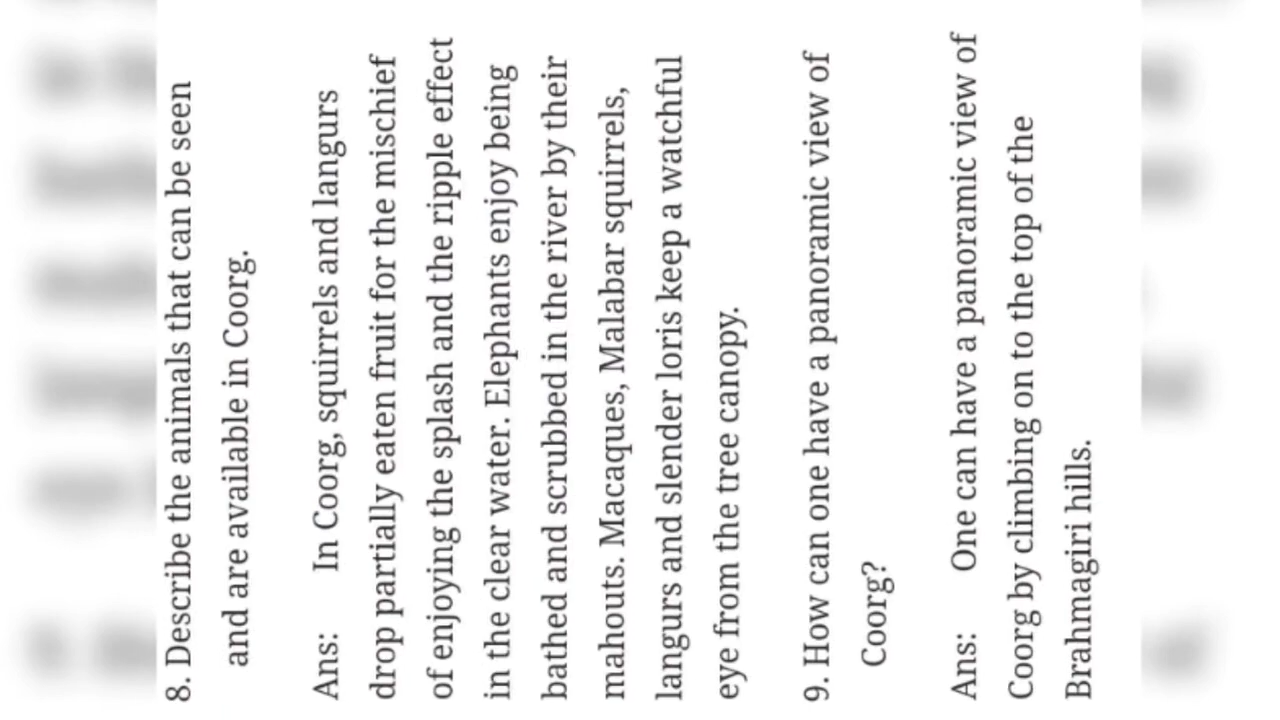 8. Describe the animals that can be seen
and are available in Coorg.
Ans: In Coorg, squirrels and langurs
drop partially eaten fruit for the mischief
of enjoying the splash and the ripple effect
in the clear water. Elephants enjoy being
bathed and scrubbed in the river by their
mahouts. Macaques, Malabar squirrels,
langurs and slender loris keep a watchful
eye from the tree canopy.
9. How can one have a panoramic view of
Coorg?
Ans: One can have a panoramic view of
Coorg by climbing on to the top of the
Brahmagiri hills.